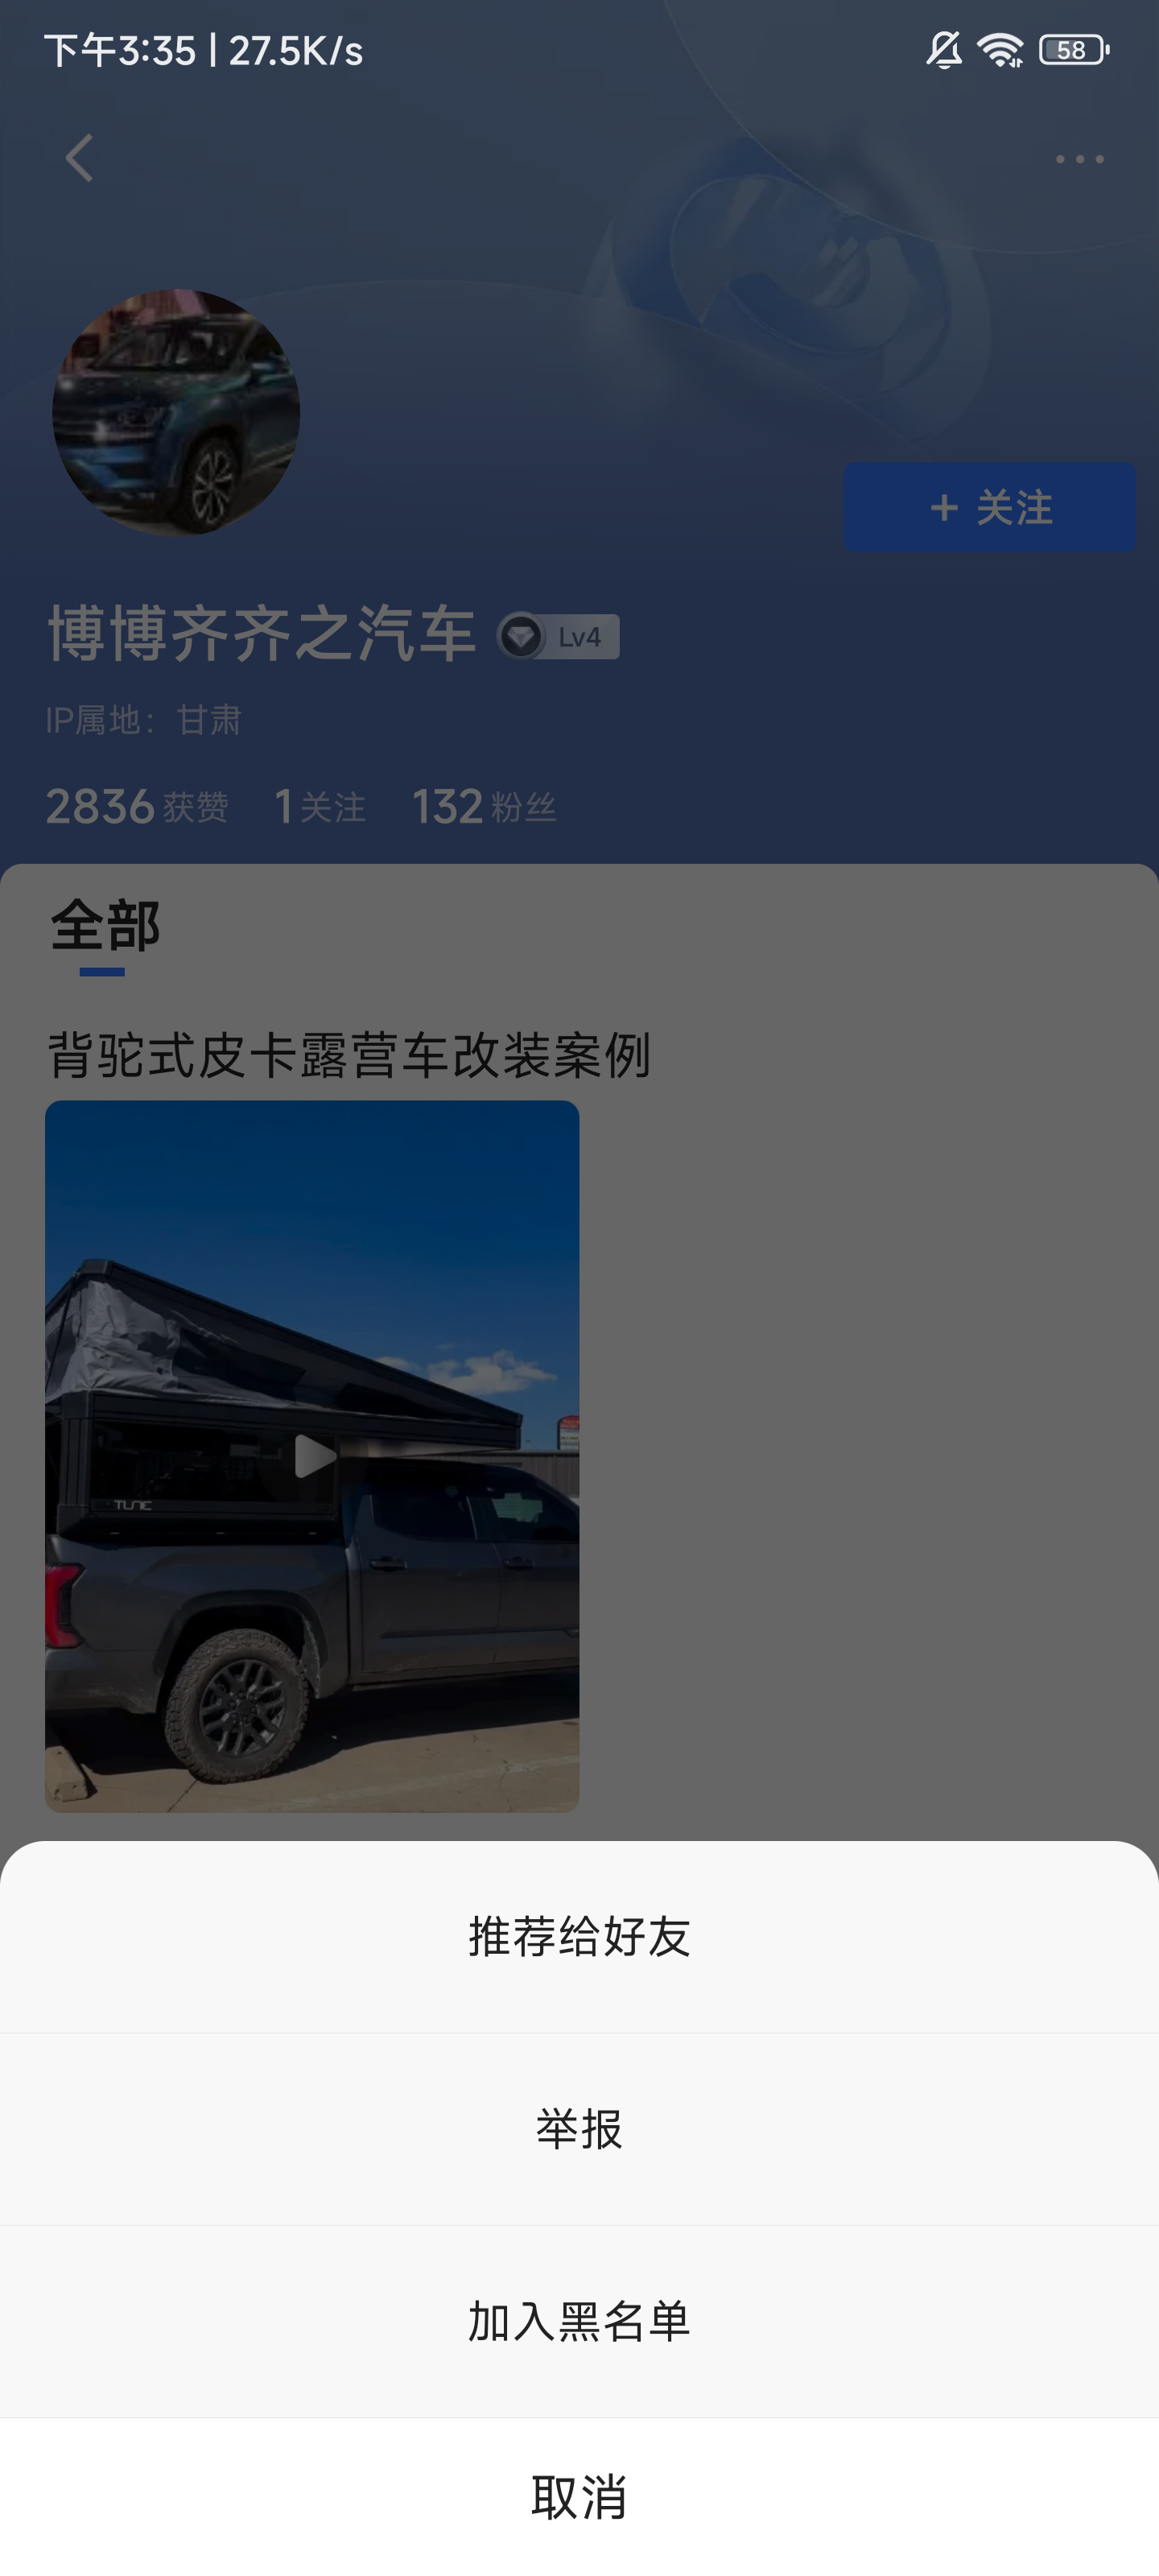 下午3:35 | 27.5K/s
58
+ 关注
博博齐齐之汽车 Lv4
IP属地：甘肃
2836 获赞 1 关注 132 粉丝
全部
背驼式皮卡露营车改装案例
TUNE
推荐给好友
举报
加入黑名单
取消